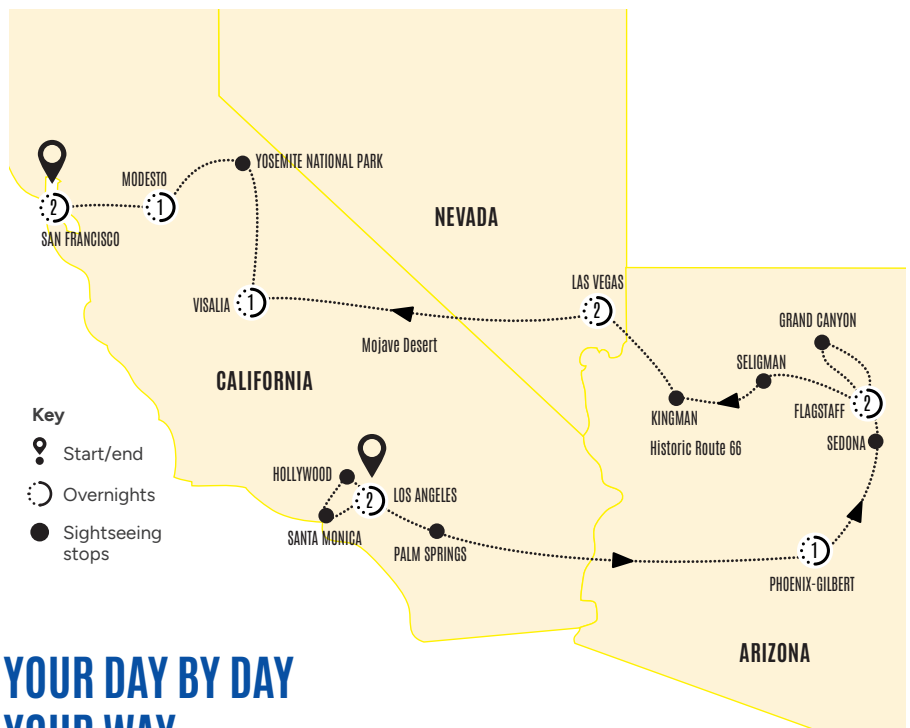 YOSEMITE NATIONAL PARK
MODESTO
2
1
SAN FRANCISCO
NEVADA
LAS VEGAS
2
VISALIA
1
Mojave Desert
GRAND CANYON
SELIGMAN
CALIFORNIA
KINGMAN
FLAGSTAFF
2
Historic Route 66
SEDONA
Key
Start/end
Overnights
Sightseeing
stops
HOLLYWOOD
2
LOS ANGELES
SANTA MONICA
PALM SPRINGS
1
PHOENIX-GILBERT
ARIZONA
YOUR DAY BY DAY
YOUR WAY